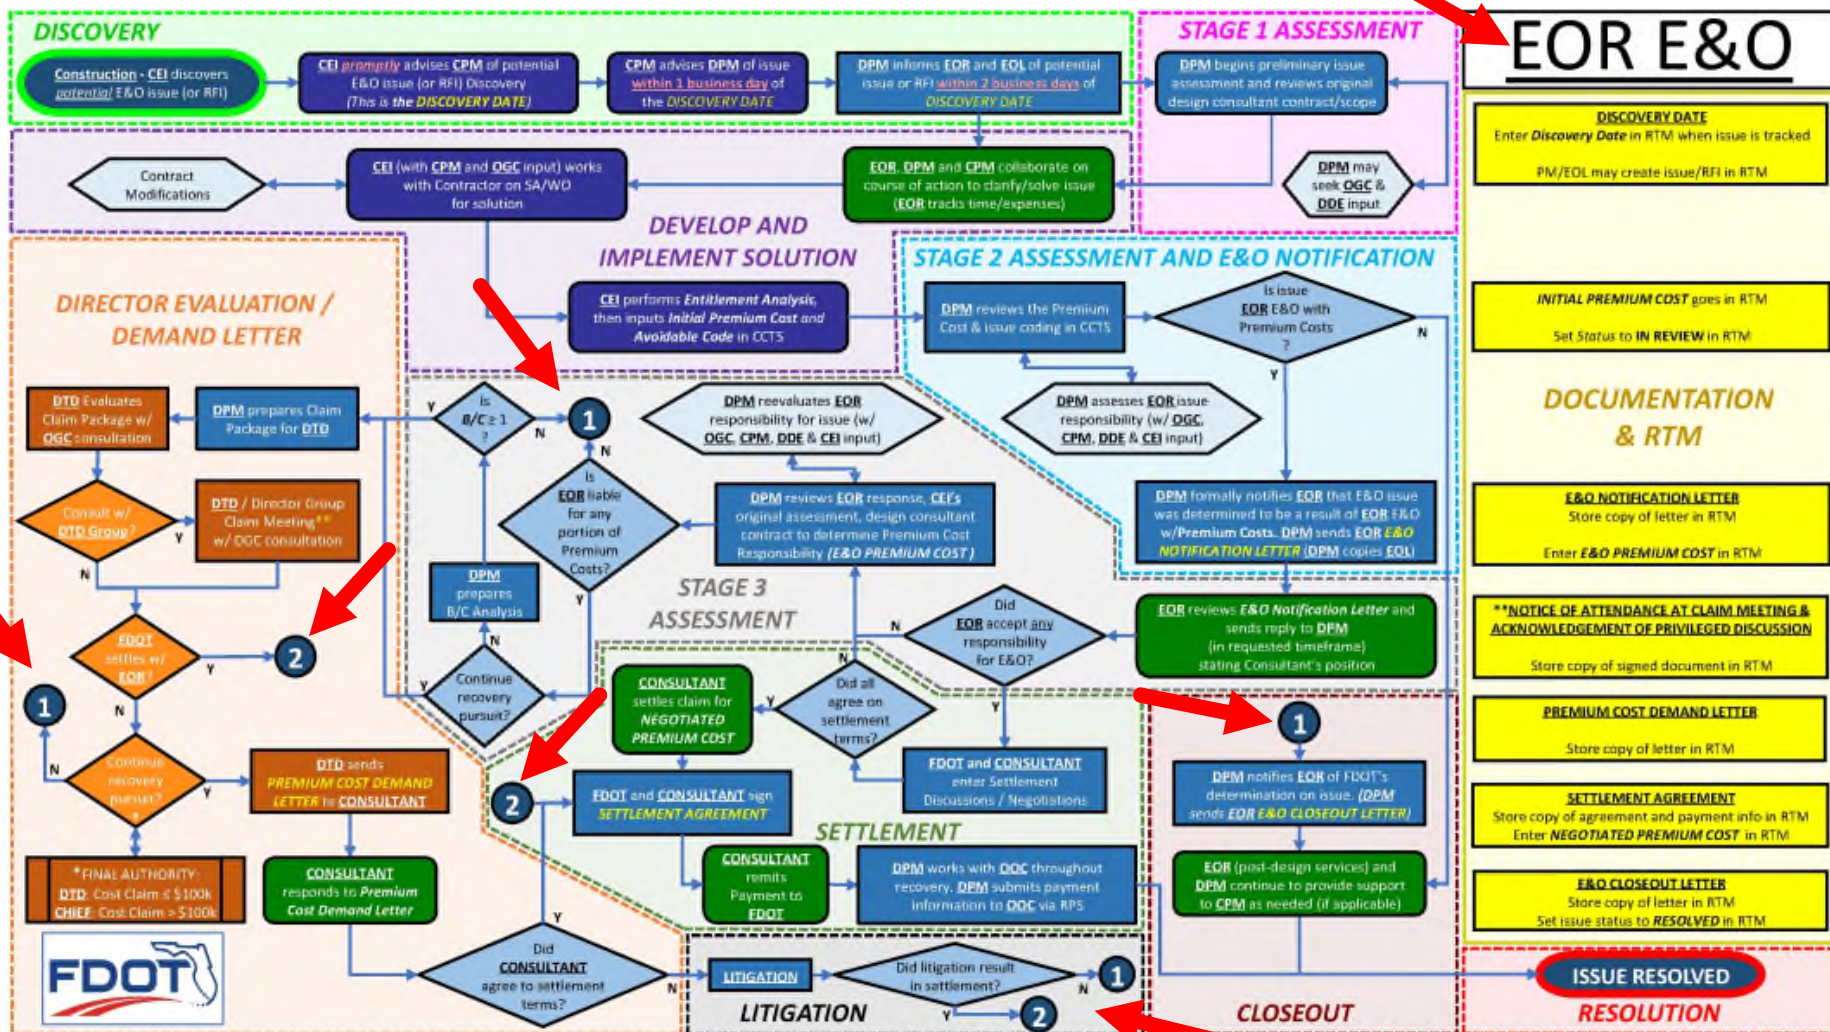 DISCOVERY
Construction - CEI discovers
potential E&O issue (or RFI)
CEI promptly advises CPM of potential
E&O issue (or RFI) Discovery
(This is the DISCOVERY DATE)
CPM advises DPM of issue
within 1 business day of
the DISCOVERY DATE
DPM informs EOR and EOL of potential
issue or RFI within 2 business days of
DISCOVERY DATE
STAGE 1 ASSESSMENT
DPM begins preliminary issue
assessment and reviews original
design consultant contract/scope
DPM may
seek OGC &
DDE input
EOR E&O
Contract
Modifications
CEI (with CPM and OGC input) works
with Contractor on SA/WO
for solution
EOR, DPM and CPM collaborate on
course of action to clarify/solve issue
(EOR tracks time/expenses)
DEVELOP AND
IMPLEMENT SOLUTION
CEI performs Entitlement Analysis,
then inputs Initial Premium Cost and
Avoidable Code in CCTS
STAGE 2 ASSESSMENT AND E&O NOTIFICATION
DPM reviews the Premium
Cost & issue coding in CCTS
Is issue
EOR E&O with
Premium Costs
?
N
Y
DPM assesses EOR issue
responsibility (w/ OGC,
CPM, DDE & CEI input)
DPM formally notifies EOR that E&O issue
was determined to be a result of EOR E&O
w/Premium Costs. DPM sends EOR E&O
NOTIFICATION LETTER (DPM copies EOL)
DIRECTOR EVALUATION /
DEMAND LETTER
DTD Evaluates
Claim Package w/
OGC consultation
DPM prepares Claim
Package for DTD
Consult w/
DTD Group?
Y
N
DTD / Director Group
Claim Meeting**
w/ OGC consultation
FDOT
settles w/
EOR?
Y
2
N
1
Continue
recovery
pursuit?
*
N
Y
DTD sends
PREMIUM COST DEMAND
LETTER to CONSULTANT
*FINAL AUTHORITY:
DTD: Cost Claim ≤ $100k
CHIEF: Cost Claim > $100k
CONSULTANT
responds to Premium
Cost Demand Letter
FDOT
Did
CONSULTANT
agree to settlement
terms?
Y
N
Is
B/C ≥ 1
?
Y
N
1
DPM reevaluates EOR
responsibility for issue (w/
OGC, CPM, DDE & CEI input)
N
Is
EOR liable
for any
portion of
Premium
Costs?
Y
DPM reviews EOR response, CEI's
original assessment, design consultant
contract to determine Premium Cost
Responsibility (E&O PREMIUM COST)
DPM
prepares
B/C Analysis
N
Continue
recovery
pursuit?
Y
STAGE 3
ASSESSMENT
Did
EOR accept any
responsibility
for E&O?
N
Y
EOR reviews E&O Notification Letter and
sends reply to DPM
(in requested timeframe)
stating Consultant's position
CONSULTANT
settles claim for
NEGOTIATED
PREMIUM COST
N
Did all
agree on
settlement
terms?
Y
FDOT and CONSULTANT
enter Settlement
Discussions / Negotiations
2
FDOT and CONSULTANT sign
SETTLEMENT AGREEMENT
SETTLEMENT
CONSULTANT
remits
Payment to
FDOT
DPM works with OOC throughout
recovery. DPM submits payment
information to OOC via RPS
LITIGATION
Did litigation result
in settlement?
N
1
Y
2
LITIGATION
1
DPM notifies EOR of FDOT's
determination on issue. (DPM
sends EOR E&O CLOSEOUT LETTER)
EOR (post-design services) and
DPM continue to provide support
to CPM as needed (if applicable)
CLOSEOUT
DISCOVERY DATE
Enter Discovery Date in RTM when issue is tracked
PM/EOL may create issue/RFI in RTM
INITIAL PREMIUM COST goes in RTM
Set Status to IN REVIEW in RTM
DOCUMENTATION
& RTM
E&O NOTIFICATION LETTER
Store copy of letter in RTM
Enter E&O PREMIUM COST in RTM
**NOTICE OF ATTENDANCE AT CLAIM MEETING &
ACKNOWLEDGEMENT OF PRIVILEGED DISCUSSION
Store copy of signed document in RTM
PREMIUM COST DEMAND LETTER
Store copy of letter in RTM
SETTLEMENT AGREEMENT
Store copy of agreement and payment info in RTM
Enter NEGOTIATED PREMIUM COST in RTM
E&O CLOSEOUT LETTER
Store copy of letter in RTM
Set issue status to RESOLVED in RTM
ISSUE RESOLVED
RESOLUTION